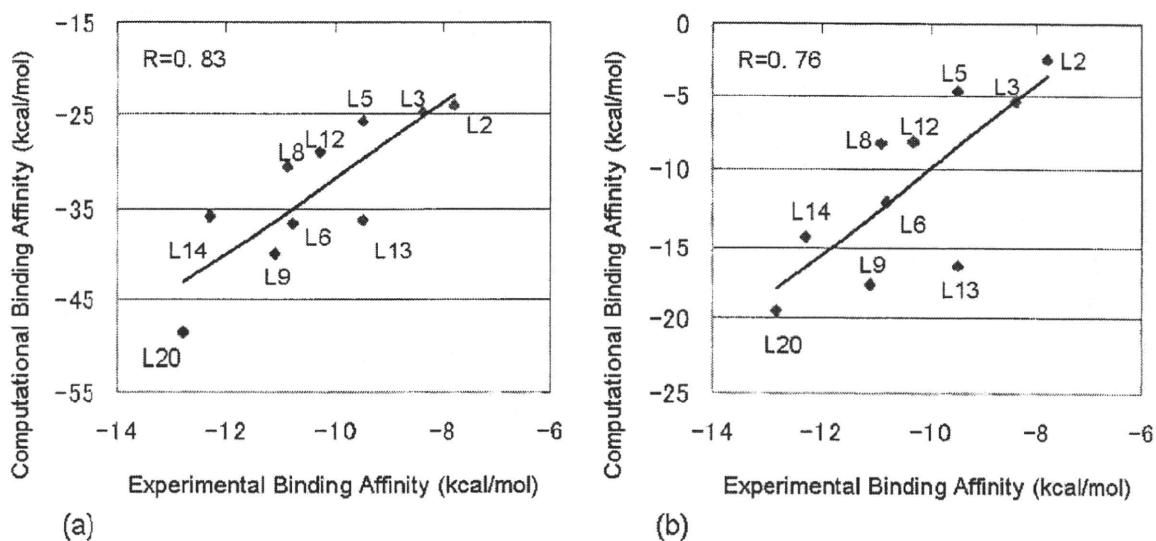 Computational Binding Affinity (kcal/mol)
-15
-25
-35
-45
-55
R=0. 83
L5
L3
L2
L12
L8
L14
L6
L13
L9
L20
-14
-12
-10
-8
-6
Experimental Binding Affinity (kcal/mol)
(a)
Computational Binding Affinity (kcal/mol)
0
-5
-10
-15
-20
-25
R=0. 76
L5
L3
L2
L8
L12
L14
L6
L9
L13
L20
-14
-12
-10
-8
-6
Experimental Binding Affinity (kcal/mol)
(b)